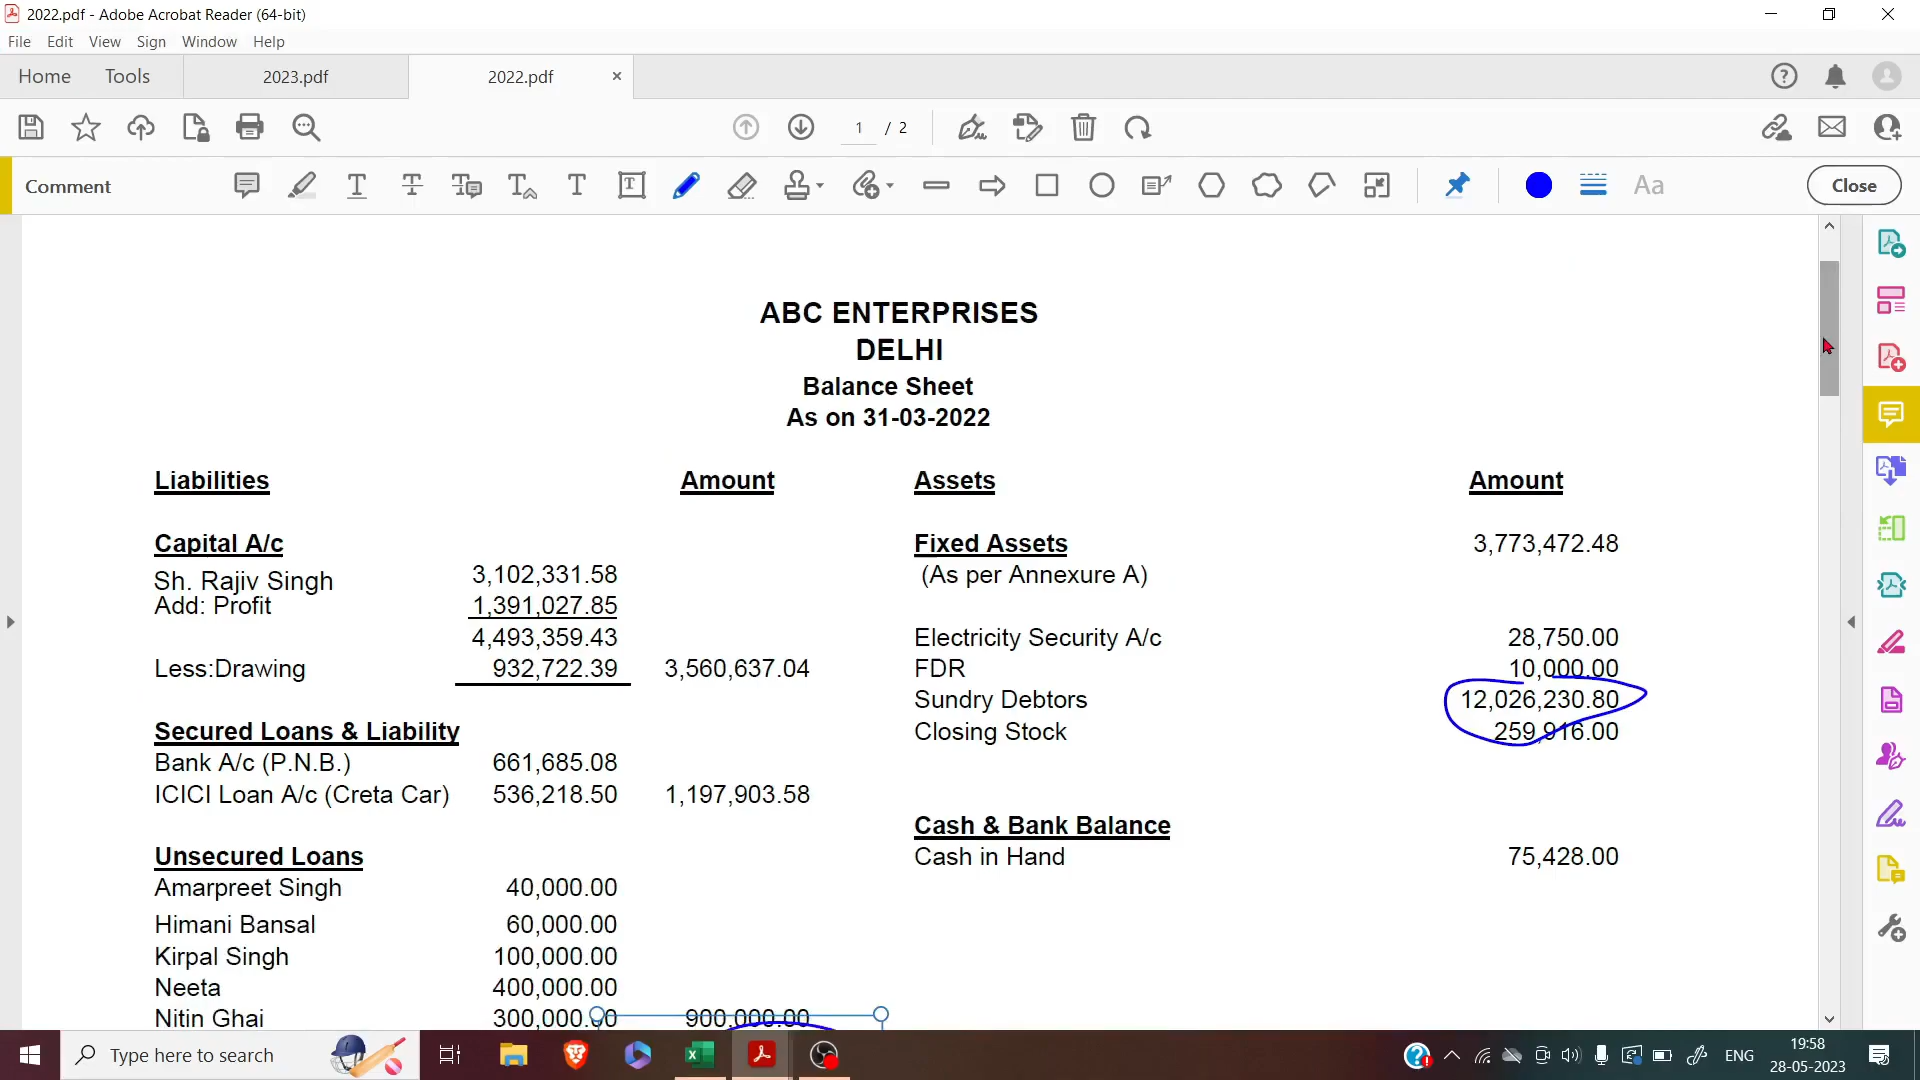 2022.pdf - Adobe Acrobat Reader (64-bit)
File Edit View Sign Window Help
Home Tools 2023.pdf 2022.pdf ×
1 / 2
Comment Aa Close
ABC ENTERPRISES
DELHI
Balance Sheet
As on 31-03-2022
Liabilities Amount Assets Amount
Capital A/c Fixed Assets 3,773,472.48
Sh. Rajiv Singh 3,102,331.58 (As per Annexure A)
Add: Profit 1,391,027.85
4,493,359.43 Electricity Security A/c 28,750.00
Less:Drawing 932,722.39 3,560,637.04 FDR 10,000.00
Sundry Debtors 12,026,230.80
Secured Loans & Liability Closing Stock 259,916.00
Bank A/c (P.N.B.) 661,685.08
ICICI Loan A/c (Creta Car) 536,218.50 1,197,903.58
Cash & Bank Balance
Unsecured Loans Cash in Hand 75,428.00
Amarpreet Singh 40,000.00
Himani Bansal 60,000.00
Kirpal Singh 100,000.00
Neeta 400,000.00
Nitin Ghai 300,000.00 900,000.00
Type here to search ENG 19:58
28-05-2023